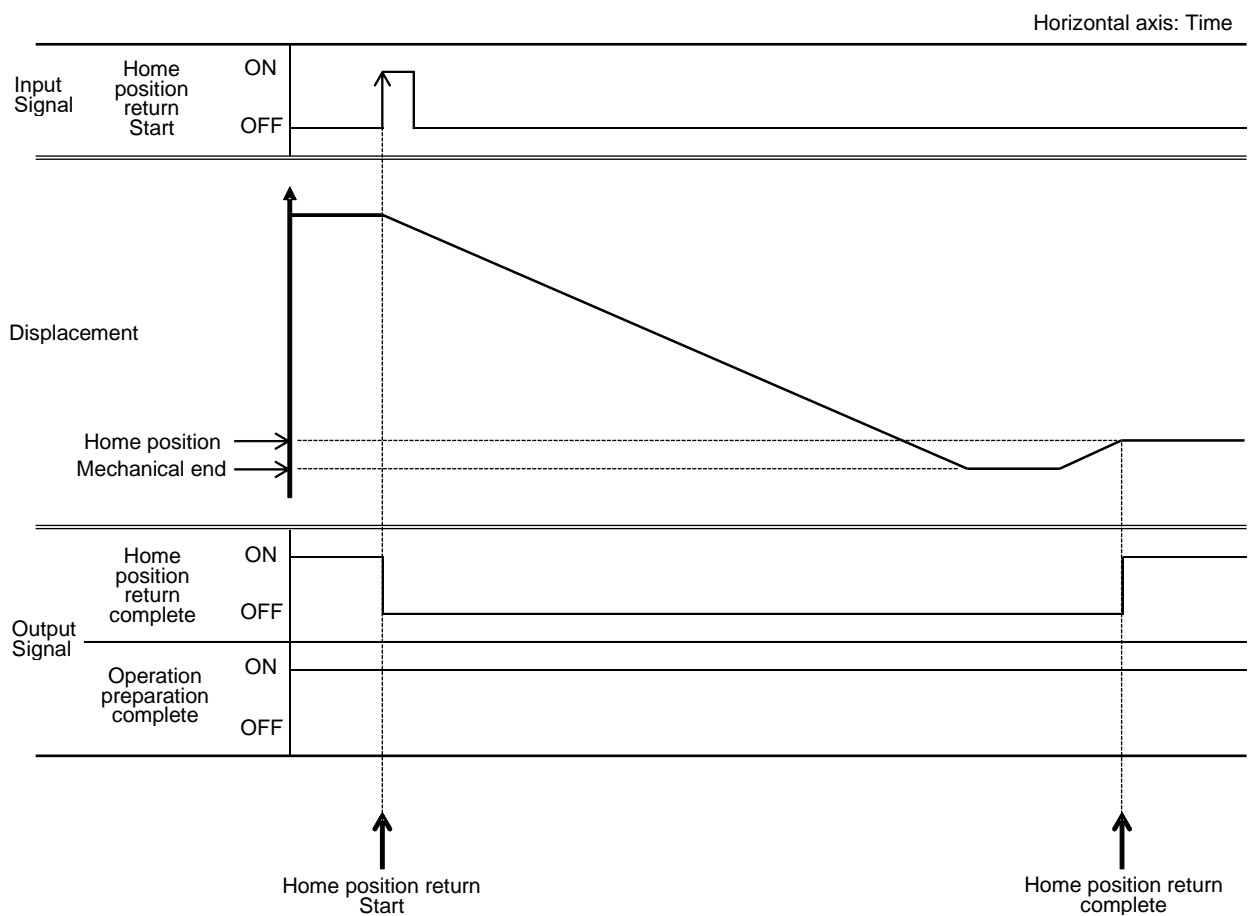 Horizontal axis: Time
Input
Signal
Home
position
return
Start
ON
OFF
Displacement
Home position
Mechanical end
Output
Signal
Home
position
return
complete
ON
OFF
Operation
preparation
complete
ON
OFF
Home position return
Start
Home position return
complete